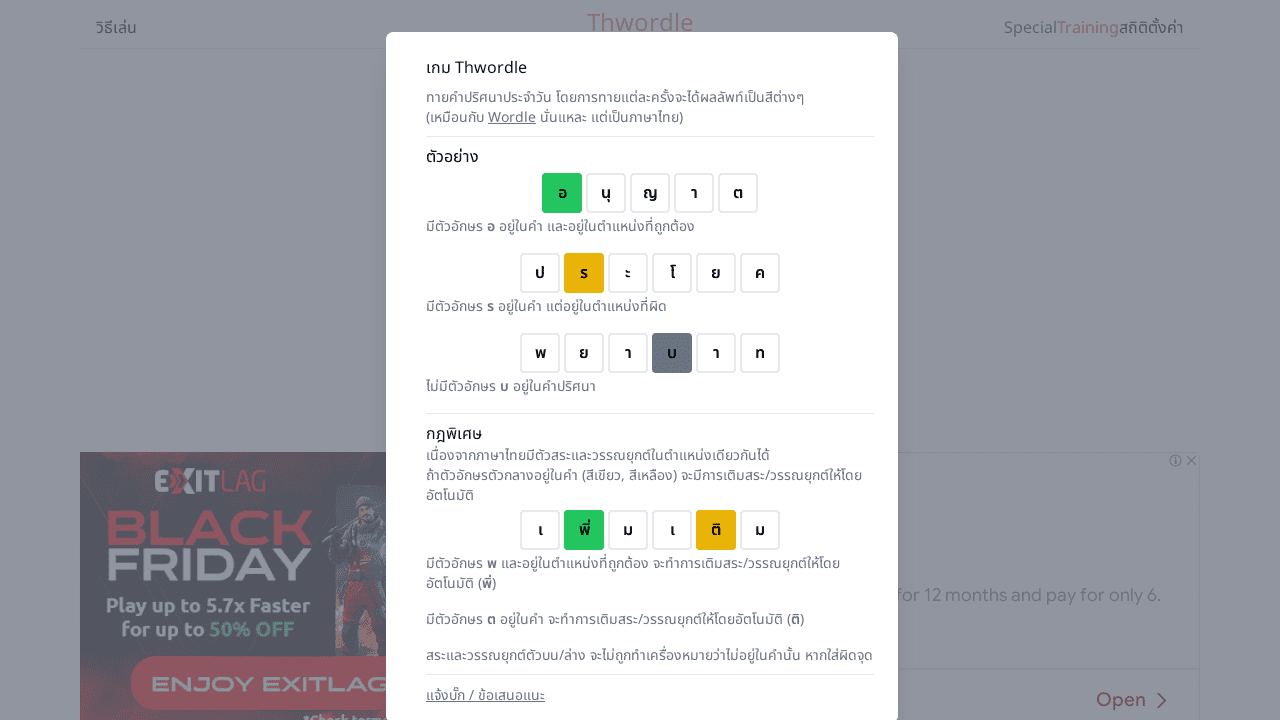 วิธีเล่น
Thwordle
Special Training สถิติ ตั้งค่า
เกม Thwordle
ทายคำปริศนาประจำวัน โดยการทายแต่ละครั้งจะได้ผลลัพท์เป็นสีต่างๆ
(เหมือนกับ Wordle นั่นแหละ แต่เป็นภาษาไทย)
ตัวอย่าง
อ นุ ญ า ต
มีตัวอักษร อ อยู่ในคำ และอยู่ในตำแหน่งที่ถูกต้อง
ป ร ะ โ ย ค
มีตัวอักษร ร อยู่ในคำ แต่อยู่ในตำแหน่งที่ผิด
พ ย า บ า ท
ไม่มีตัวอักษร บ อยู่ในคำปริศนา
กฎพิเศษ
เนื่องจากภาษาไทยมีตัวสระและวรรณยุกต์ในตำแหน่งเดียวกันได้
ถ้าตัวอักษรตัวกลางอยู่ในคำ (สีเขียว, สีเหลือง) จะมีการเติมสระ/วรรณยุกต์ให้โดย
อัตโนมัติ
เ พิ่ ม เ ติ ม
มีตัวอักษร พ และอยู่ในตำแหน่งที่ถูกต้อง จะทำการเติมสระ/วรรณยุกต์ให้โดย
อัตโนมัติ (พิ่)
มีตัวอักษร ต อยู่ในคำ จะทำการเติมสระ/วรรณยุกต์ให้โดยอัตโนมัติ (ติ)
สระและวรรณยุกต์ตัวบน/ล่าง จะไม่ถูกทำเครื่องหมายว่าไม่อยู่ในคำนั้น หากใส่ผิดจุด
แจ้งบั๊ก / ข้อเสนอแนะ
EXITLAG
BLACK
FRIDAY
Play up to 5.7x Faster
for up to 50% OFF
ENJOY EXITLAG
for 12 months and pay for only 6.
Open